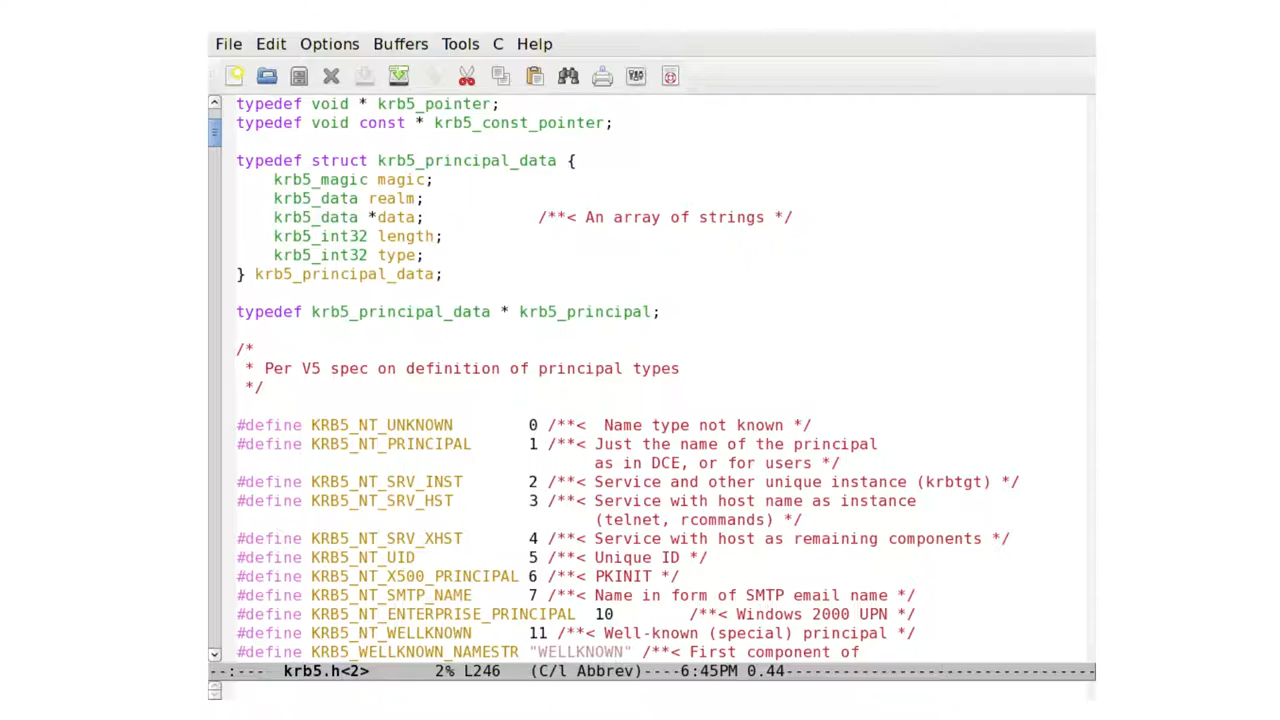 File Edit Options Buffers Tools C Help
typedef void * krb5_pointer;
typedef void const * krb5_const_pointer;
typedef struct krb5_principal_data {
    krb5_magic magic;
    krb5_data realm;
    krb5_data *data;            /**< An array of strings */
    krb5_int32 length;
    krb5_int32 type;
} krb5_principal_data;
typedef krb5_principal_data * krb5_principal;
/*
 * Per V5 spec on definition of principal types
 */
#define KRB5_NT_UNKNOWN        0 /**<  Name type not known */
#define KRB5_NT_PRINCIPAL      1 /**< Just the name of the principal
                                      as in DCE, or for users */
#define KRB5_NT_SRV_INST       2 /**< Service and other unique instance (krbtgt) */
#define KRB5_NT_SRV_HST        3 /**< Service with host name as instance
                                      (telnet, rcommands) */
#define KRB5_NT_SRV_XHST       4 /**< Service with host as remaining components */
#define KRB5_NT_UID            5 /**< Unique ID */
#define KRB5_NT_X500_PRINCIPAL 6 /**< PKINIT */
#define KRB5_NT_SMTP_NAME      7 /**< Name in form of SMTP email name */
#define KRB5_NT_ENTERPRISE_PRINCIPAL  10        /**< Windows 2000 UPN */
#define KRB5_NT_WELLKNOWN      11 /**< Well-known (special) principal */
#define KRB5_WELLKNOWN_NAMESTR "WELLKNOWN" /**< First component of
--:----  krb5.h<2>       2% L246   (C/l Abbrev)----6:45PM 0.44---------------------------------